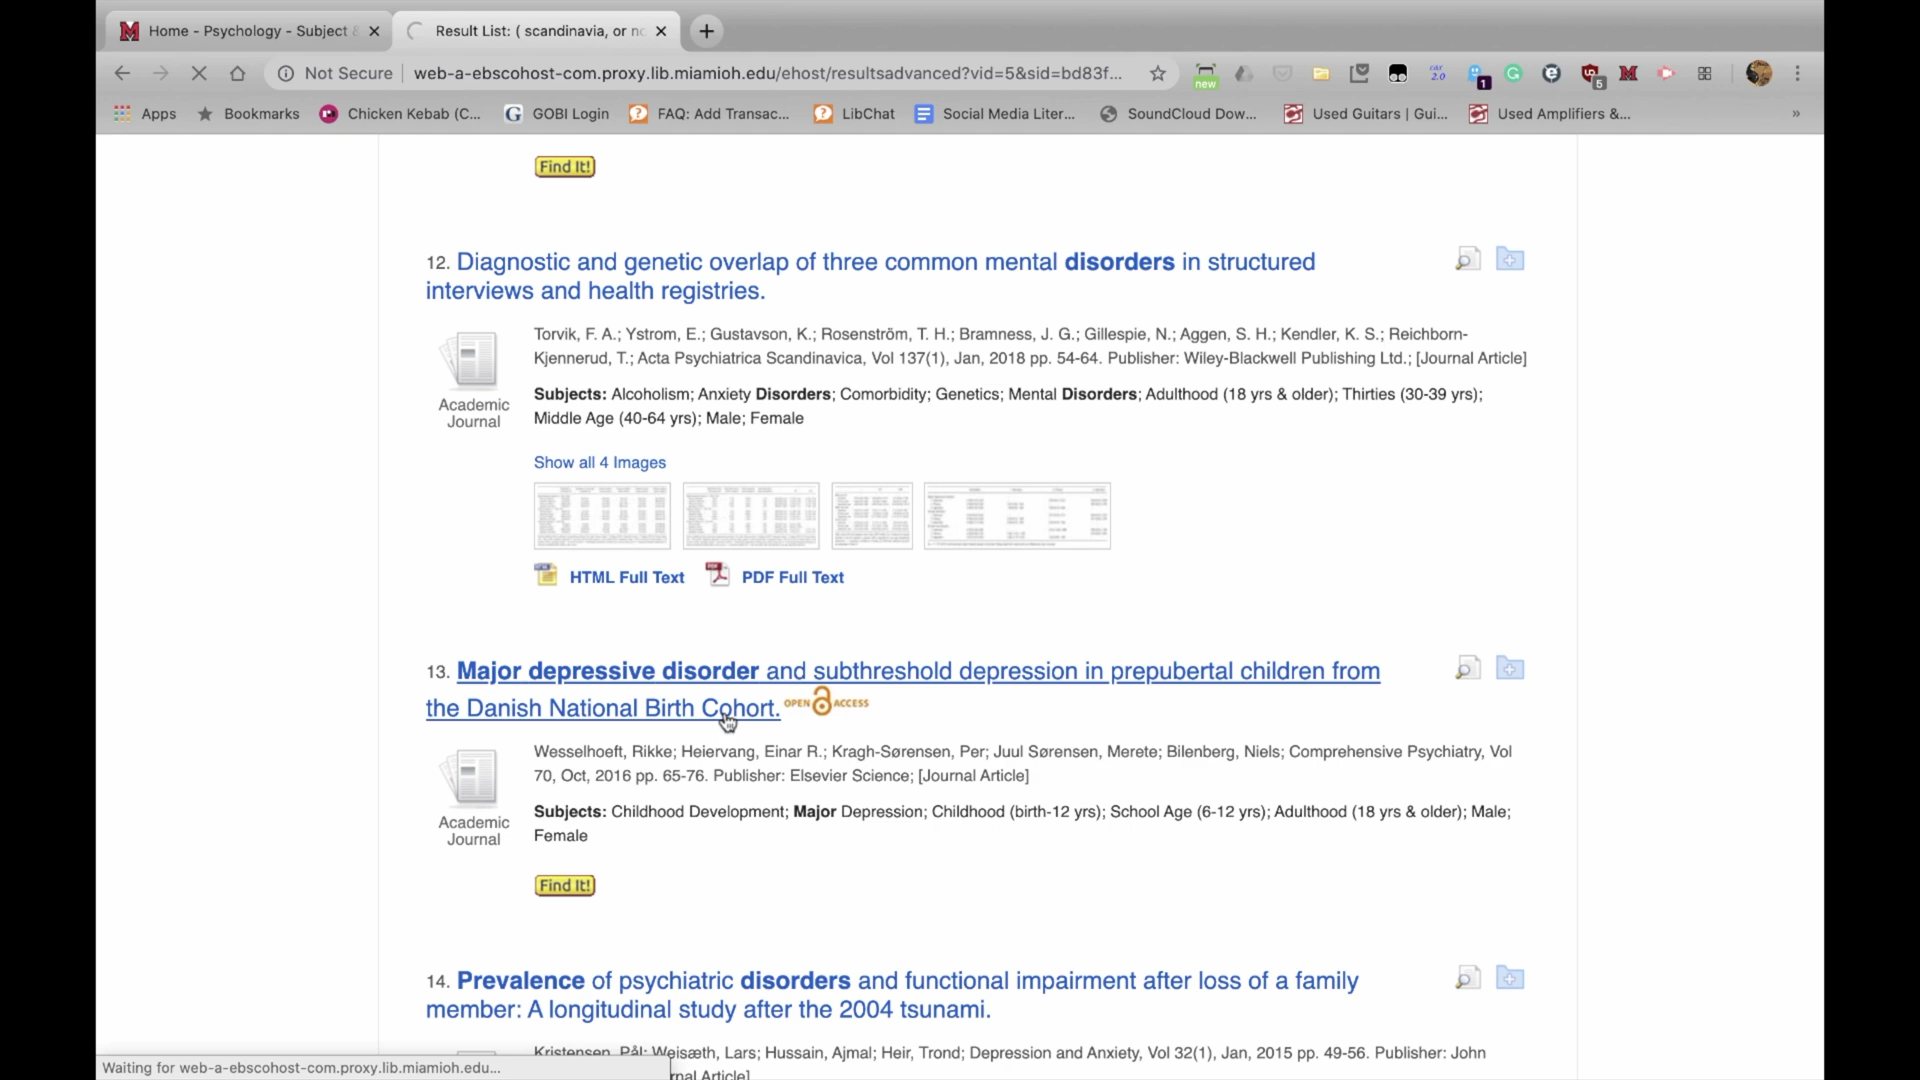 Home - Psychology - Subject &
Result List: ( scandinavia, or no
Not Secure
web-a-ebscohost-com.proxy.lib.miamioh.edu/ehost/resultsadvanced?vid=5&sid=bd83f...
new
2.0
1
5
Apps
Bookmarks
Chicken Kebab (C...
GOBI Login
FAQ: Add Transac...
LibChat
Social Media Liter...
SoundCloud Dow...
Used Guitars | Gui...
Used Amplifiers &...
»
Find It!
12. Diagnostic and genetic overlap of three common mental disorders in structured
interviews and health registries.
Torvik, F. A.; Ystrom, E.; Gustavson, K.; Rosenström, T. H.; Bramness, J. G.; Gillespie, N.; Aggen, S. H.; Kendler, K. S.; Reichborn-
Kjennerud, T.; Acta Psychiatrica Scandinavica, Vol 137(1), Jan, 2018 pp. 54-64. Publisher: Wiley-Blackwell Publishing Ltd.; [Journal Article]
Academic
Journal
Subjects: Alcoholism; Anxiety Disorders; Comorbidity; Genetics; Mental Disorders; Adulthood (18 yrs & older); Thirties (30-39 yrs);
Middle Age (40-64 yrs); Male; Female
Show all 4 Images
HTML Full Text
PDF Full Text
13. Major depressive disorder and subthreshold depression in prepubertal children from
the Danish National Birth Cohort. OPEN ACCESS
Wesselhoeft, Rikke; Heiervang, Einar R.; Kragh-Sørensen, Per; Juul Sørensen, Merete; Bilenberg, Niels; Comprehensive Psychiatry, Vol
70, Oct, 2016 pp. 65-76. Publisher: Elsevier Science; [Journal Article]
Academic
Journal
Subjects: Childhood Development; Major Depression; Childhood (birth-12 yrs); School Age (6-12 yrs); Adulthood (18 yrs & older); Male;
Female
Find It!
14. Prevalence of psychiatric disorders and functional impairment after loss of a family
member: A longitudinal study after the 2004 tsunami.
Kristensen, Pål; Weisæth, Lars; Hussain, Ajmal; Heir, Trond; Depression and Anxiety, Vol 32(1), Jan, 2015 pp. 49-56. Publisher: John
Article]
Waiting for web-a-ebscohost-com.proxy.lib.miamioh.edu...